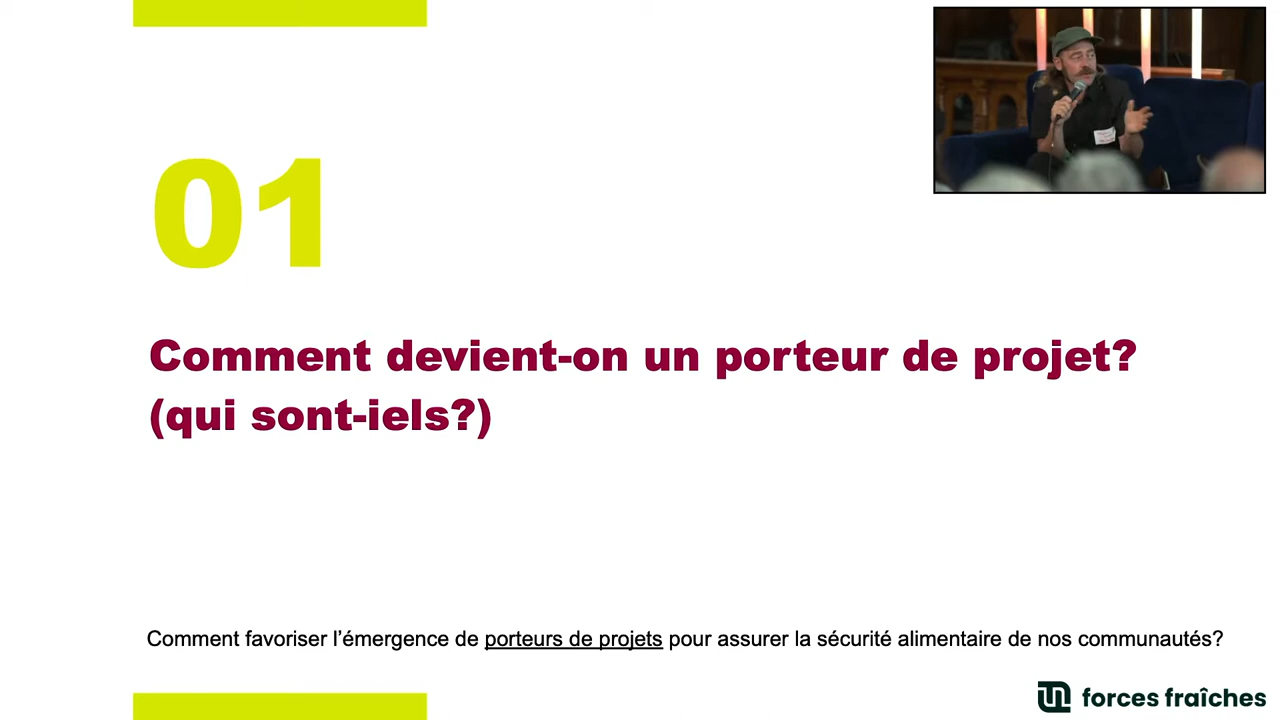 01
Comment devient-on un porteur de projet?
(qui sont-iels?)
Comment favoriser l’émergence de porteurs de projets pour assurer la sécurité alimentaire de nos communautés?
forces fraîches